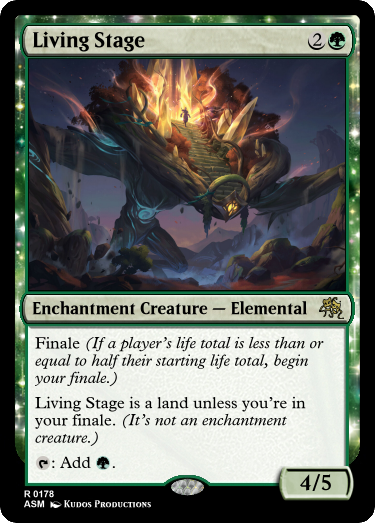 Living Stage 2
Enchantment Creature — Elemental
Finale (If a player's life total is less than or
equal to half their starting life total, begin
your finale.)
Living Stage is a land unless you're in
your finale. (It's not an enchantment
creature.)
: Add .
4/5
R 0178
ASM Kudos Productions